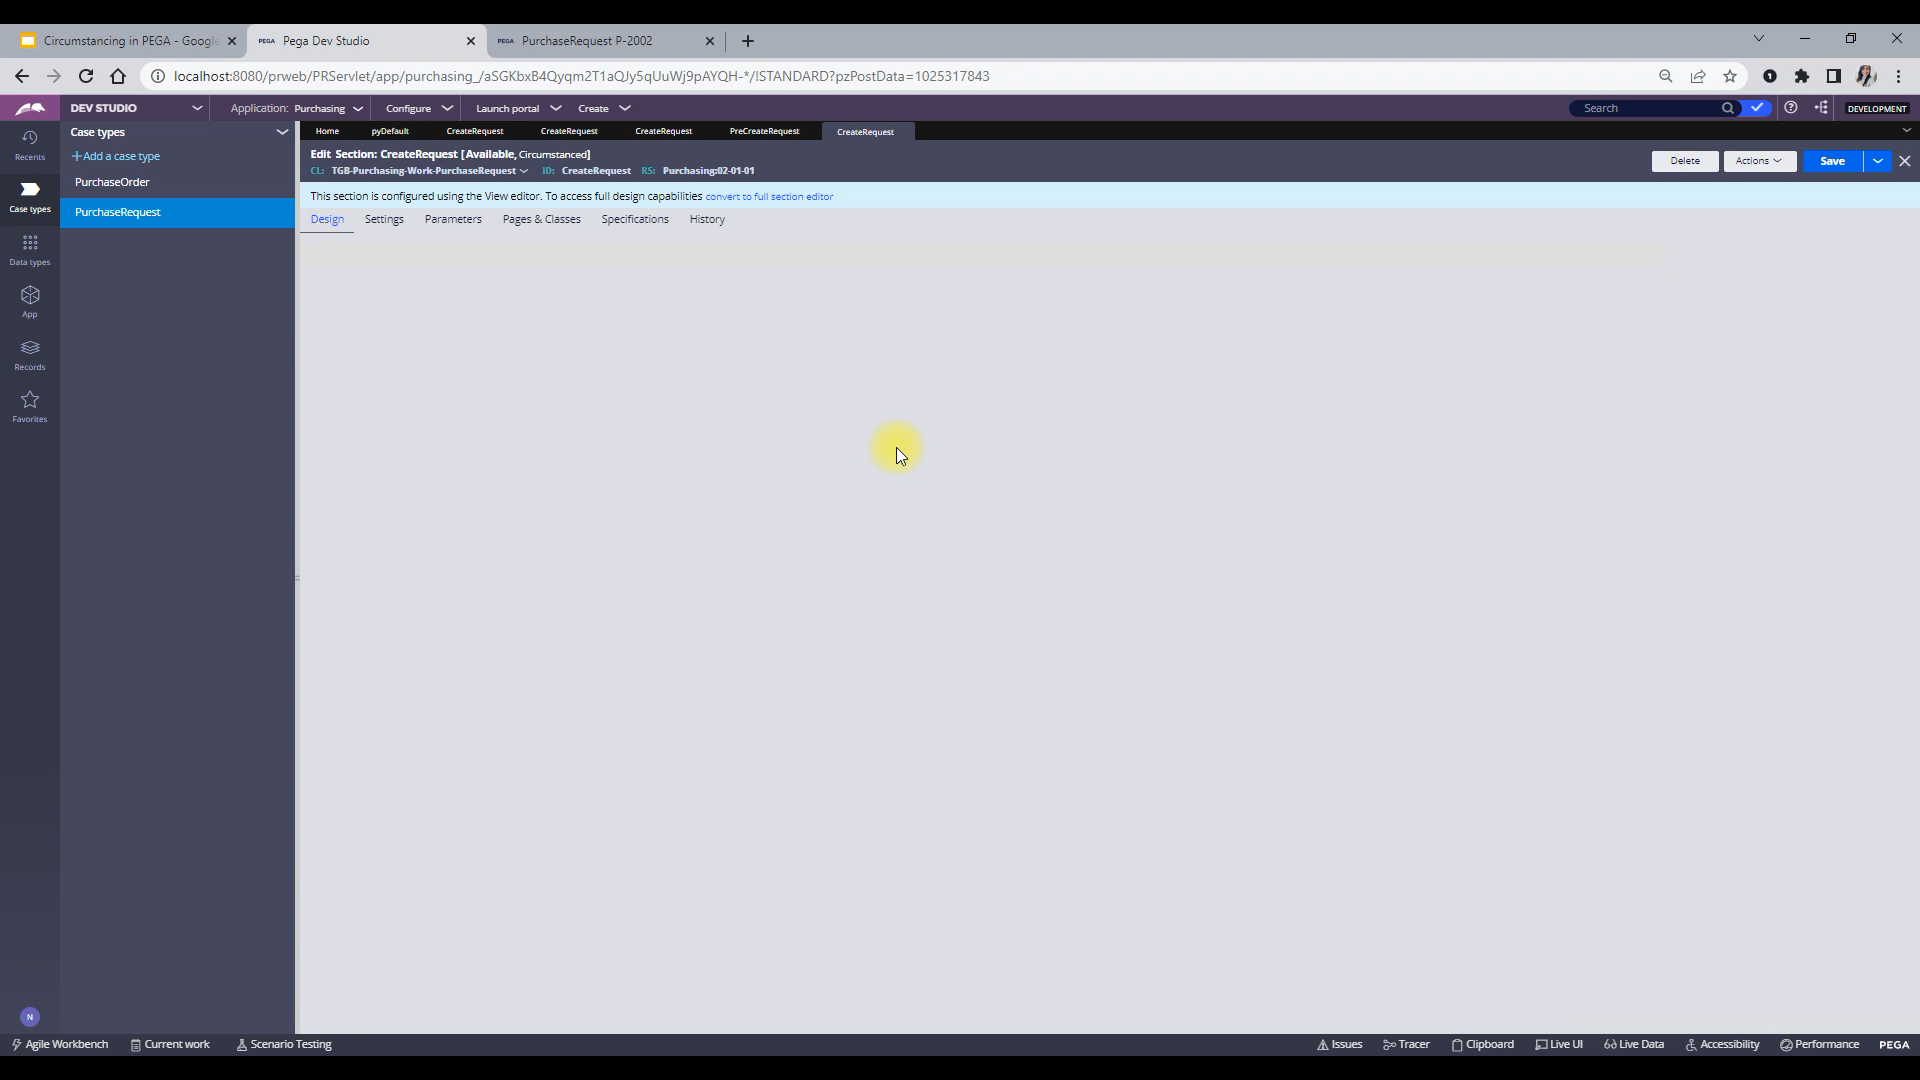 Circumstancing in PEGA - Google
Pega Dev Studio
PurchaseRequest P-2002
localhost:8080/prweb/PRServlet/app/purchasing_/aSGKbxB4Qyqm2T1aQJy5qUuWj9pAYQH-*/!STANDARD?pzPostData=1025317843
DEV STUDIO
Application: Purchasing
Configure
Launch portal
Create
Search
DEVELOPMENT
Recents
Case types
Data types
App
Records
Favorites
N
Case types
+Add a case type
PurchaseOrder
PurchaseRequest
Home pyDefault CreateRequest CreateRequest CreateRequest PreCreateRequest CreateRequest
Edit Section: CreateRequest [Available, Circumstanced]
CL: TGB-Purchasing-Work-PurchaseRequest ID: CreateRequest RS: Purchasing:02-01-01
Delete Actions Save
This section is configured using the View editor. To access full design capabilities convert to full section editor
Design Settings Parameters Pages & Classes Specifications History
Agile Workbench Current work Scenario Testing Issues Tracer Clipboard Live UI Live Data Accessibility Performance PEGA